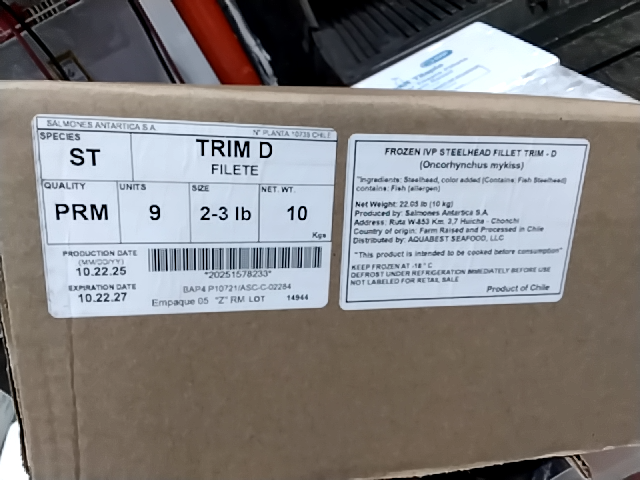 SALMONES ANTARTICA S.A.
N° PLANTA 10739 CHILE
SPECIES
ST
TRIM D
FILETE
QUALITY
PRM
UNITS
9
SIZE
2-3 lb
NET. WT.
10
Kgs
PRODUCTION DATE
(MM/DD/YY)
10.22.25
EXPIRATION DATE
10.22.27
*20251578233*
BAP4 P10721/ASC-C-02284
Empaque 05 "Z" RM LOT 14944
FROZEN IVP STEELHEAD FILLET TRIM - D
(Oncorhynchus mykiss)
"Ingredients: Steelhead, color added (Contains: Fish Steelhead)
contains: Fish (allergen)
Net Weight: 22.05 lb (10 kg)
Produced by: Salmones Antartica S.A.
Address: Ruta W-853 Km. 3,7 Huicha - Chonchi
Country of origin: Farm Raised and Processed in Chile
Distributed by: AQUABEST SEAFOOD, LLC
"This product is intended to be cooked before consumption"
KEEP FROZEN AT -18 °C
DEFROST UNDER REFRIGERATION IMMEDIATELY BEFORE USE
NOT LABELED FOR RETAIL SALE
Product of Chile